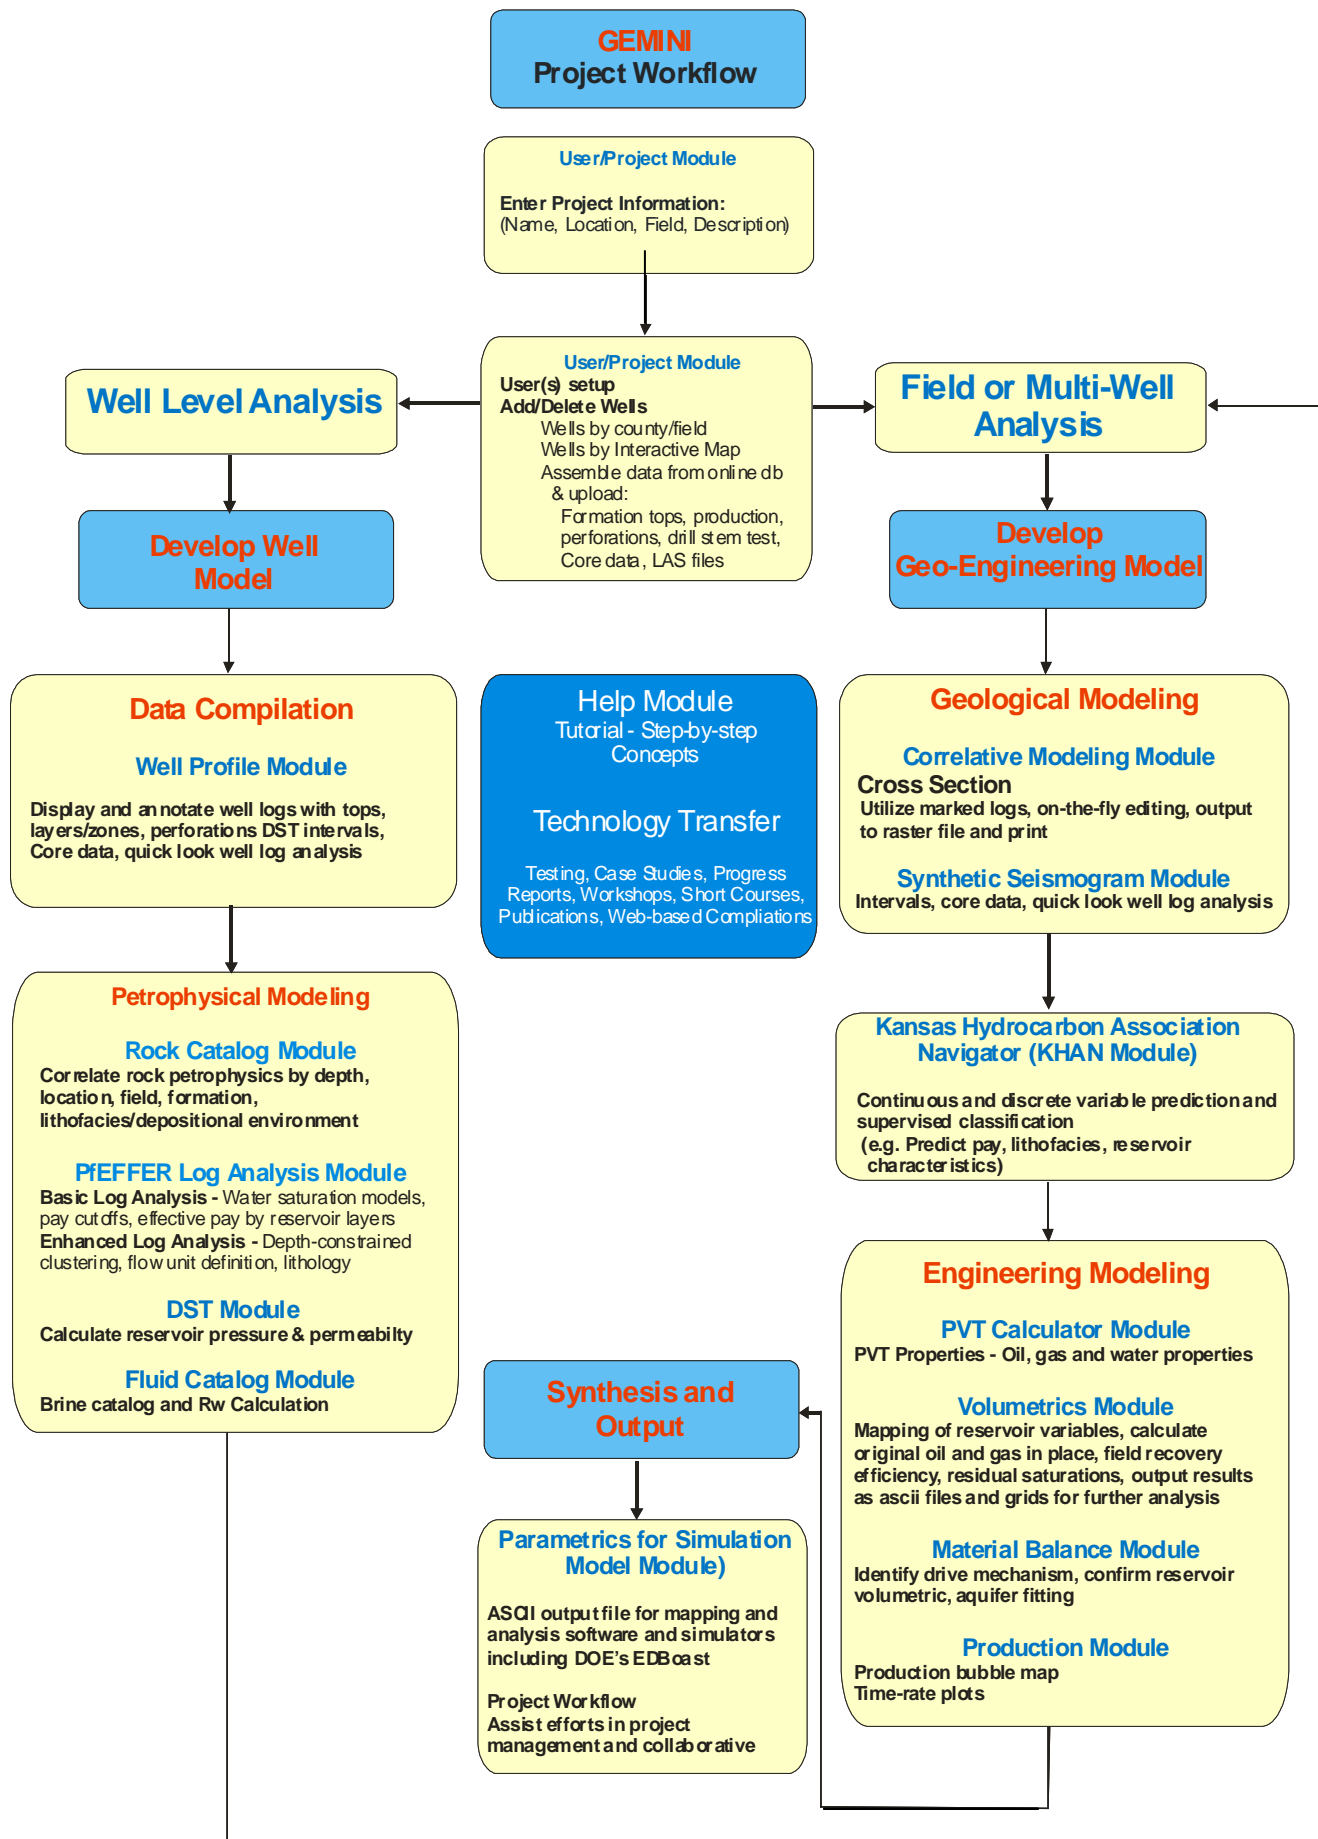 GEMINI
Project Workflow
User/Project Module
Enter Project Information:
(Name, Location, Field, Description)
User/Project Module
User(s) setup
Add/Delete Wells
Wells by county/field
Wells by Interactive Map
Assemble data from online db
& upload:
Formation tops, production,
perforations, drill stem test,
Core data, LAS files
Well Level Analysis
Field or Multi-Well
Analysis
Develop Well
Model
Develop
Geo-Engineering Model
Data Compilation
Well Profile Module
Display and annotate well logs with tops,
layers/zones, perforations DST intervals,
Core data, quick look well log analysis
Help Module
Tutorial - Step-by-step
Concepts
Technology Transfer
Testing, Case Studies, Progress
Reports, Workshops, Short Courses,
Publications, Web-based Compliations
Geological Modeling
Correlative Modeling Module
Cross Section
Utilize marked logs, on-the-fly editing, output
to raster file and print
Synthetic Seismogram Module
Intervals, core data, quick look well log analysis
Petrophysical Modeling
Rock Catalog Module
Correlate rock petrophysics by depth,
location, field, formation,
lithofacies/depositional environment
PfEFFER Log Analysis Module
Basic Log Analysis - Water saturation models,
pay cutoffs, effective pay by reservoir layers
Enhanced Log Analysis - Depth-constrained
clustering, flow unit definition, lithology
DST Module
Calculate reservoir pressure & permeabilty
Fluid Catalog Module
Brine catalog and Rw Calculation
Kansas Hydrocarbon Association
Navigator (KHAN Module)
Continuous and discrete variable prediction and
supervised classification
(e.g. Predict pay, lithofacies, reservoir
characteristics)
Engineering Modeling
PVT Calculator Module
PVT Properties - Oil, gas and water properties
Volumetrics Module
Mapping of reservoir variables, calculate
original oil and gas in place, field recovery
efficiency, residual saturations, output results
as ascii files and grids for further analysis
Material Balance Module
Identify drive mechanism, confirm reservoir
volumetric, aquifer fitting
Production Module
Production bubble map
Time-rate plots
Synthesis and
Output
Parametrics for Simulation
Model Module)
ASCII output file for mapping and
analysis software and simulators
including DOE's EDBoast
Project Workflow
Assist efforts in project
management and collaborative